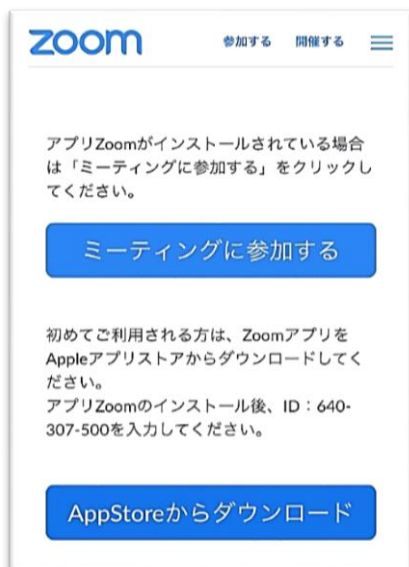 zoom 参加する 開催する
アプリZoomがインストールされている場合
は「ミーティングに参加する」をクリックし
てください。
ミーティングに参加する
初めてご利用される方は、Zoomアプリを
Appleアプリストアからダウンロードしてく
ださい。
アプリZoomのインストール後、ID：640-
307-500を入力してください。
AppStoreからダウンロード